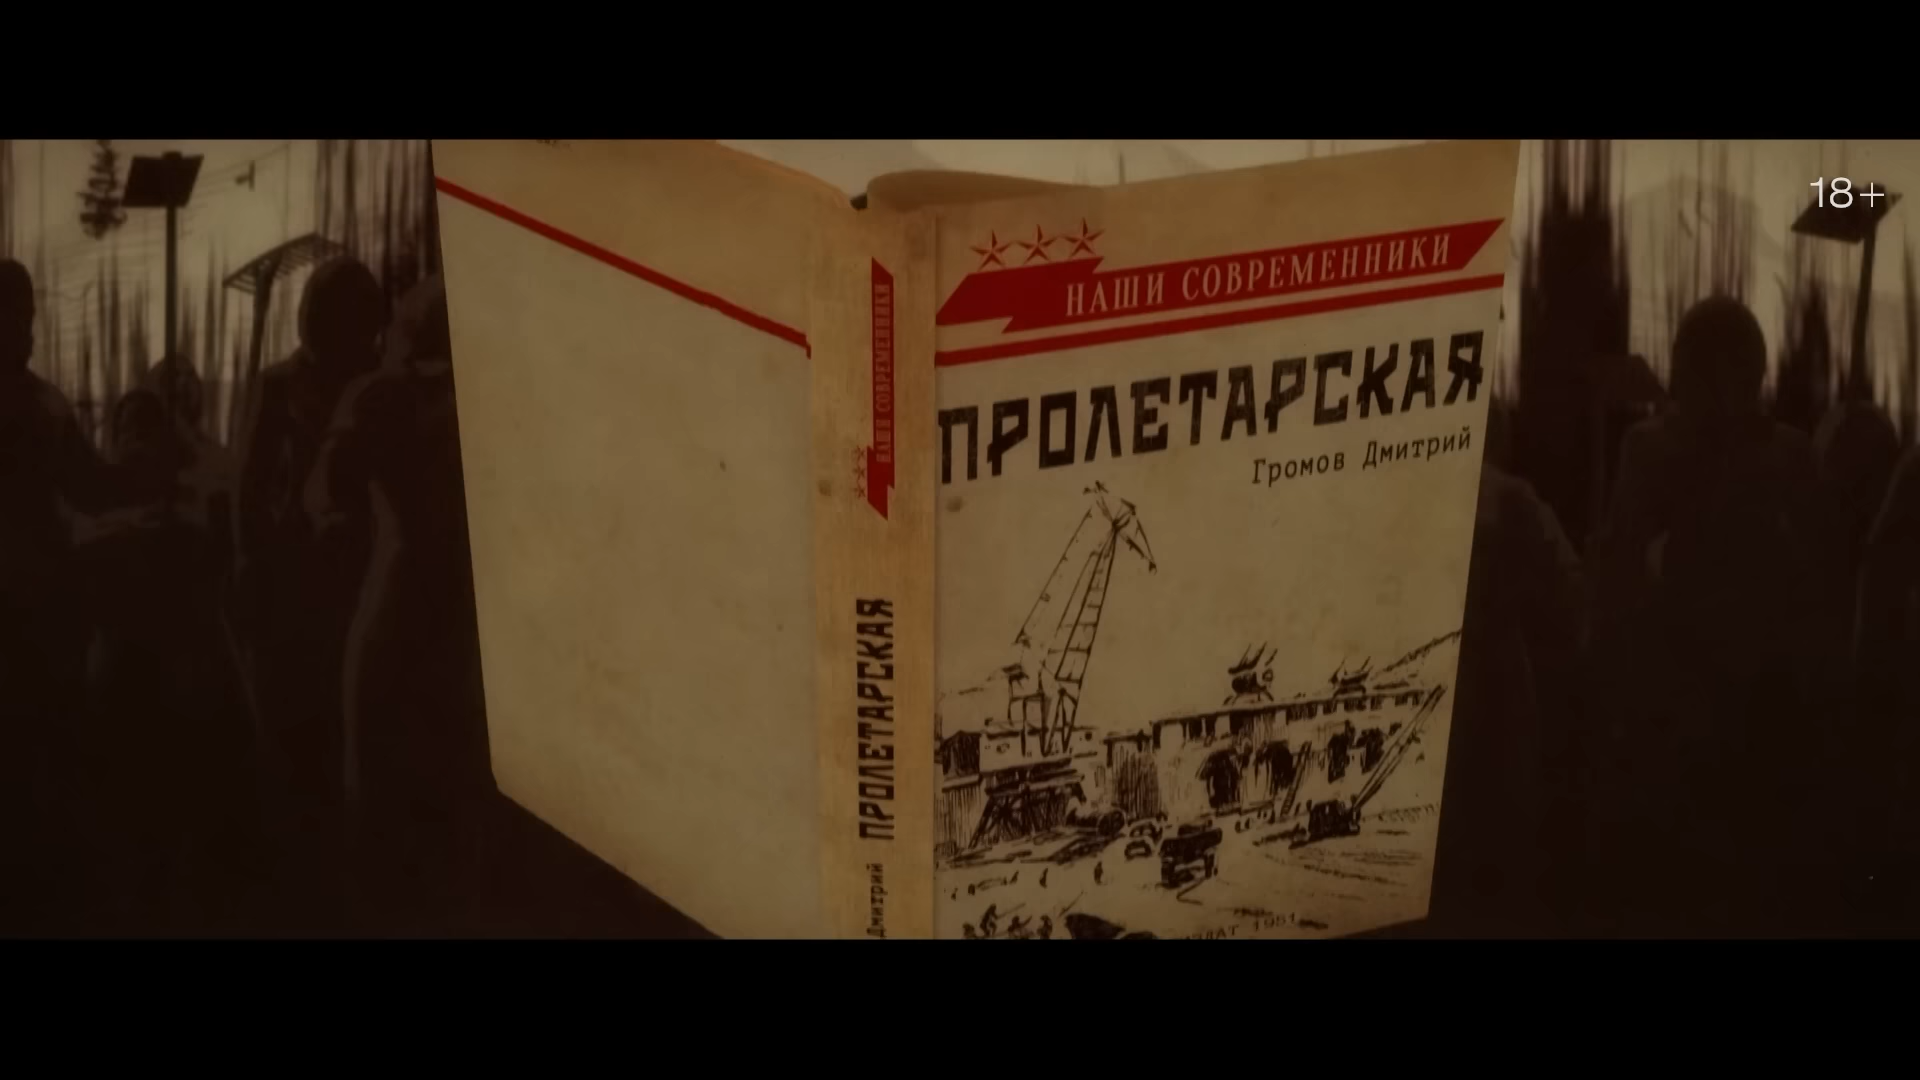 18+
НАШИ СОВРЕМЕННИКИ
ПРОЛЕТАРСКАЯ
Громов Дмитрий
НАШИ СОВРЕМЕННИКИ
ПРОЛЕТАРСКАЯ
Дмитрий
1951